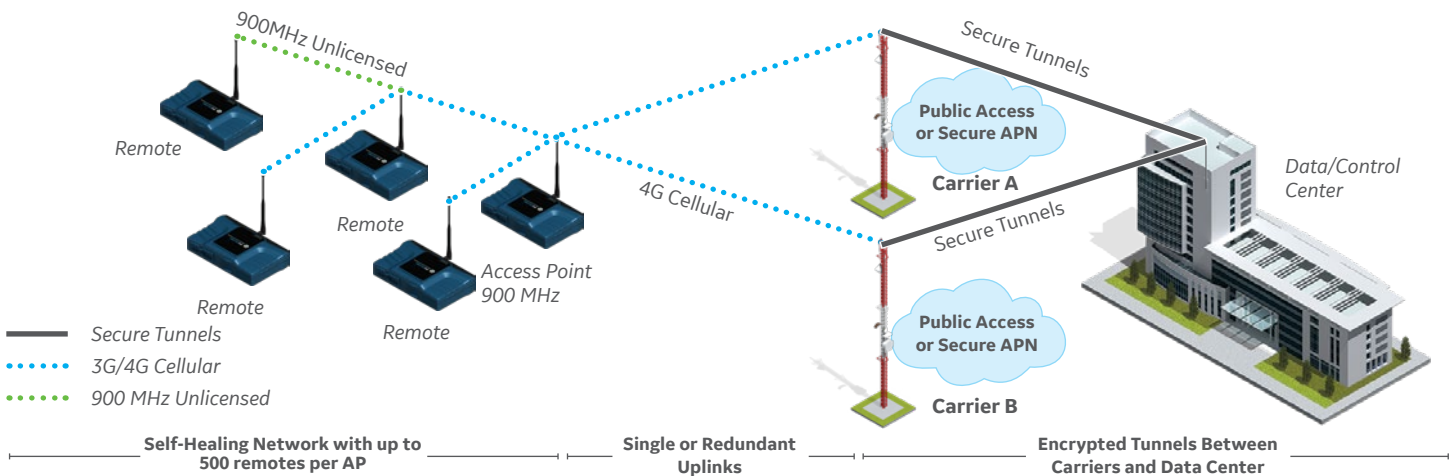 900MHz Unlicensed
Remote
Remote
Remote
Remote
Access Point
900 MHz
4G Cellular
Secure Tunnels
Public Access
or Secure APN
Carrier A
Secure Tunnels
Public Access
or Secure APN
Carrier B
Data/Control
Center
Secure Tunnels
3G/4G Cellular
900 MHz Unlicensed
Self-Healing Network with up to
500 remotes per AP
Single or Redundant
Uplinks
Encrypted Tunnels Between
Carriers and Data Center